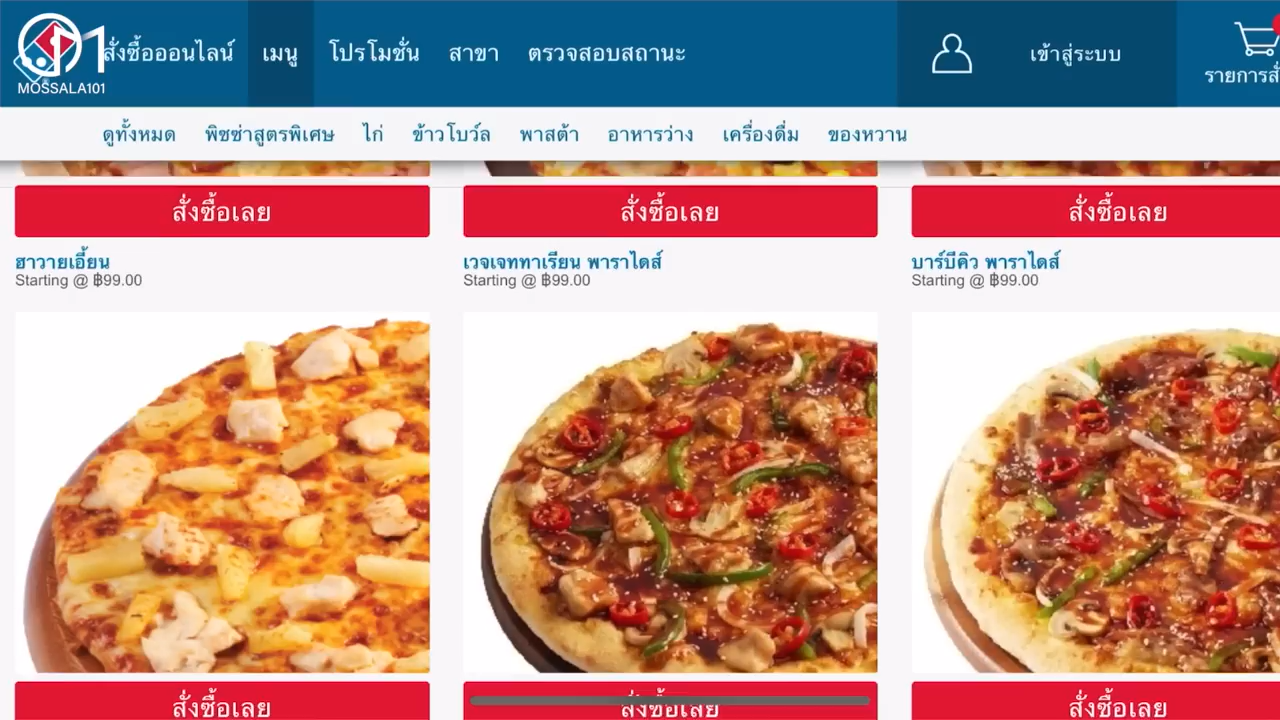 สั่งซื้อออนไลน์ เมนู โปรโมชั่น สาขา ตรวจสอบสถานะ เข้าสู่ระบบ
MOSSALA101
ดูทั้งหมด พิซซ่าสูตรพิเศษ ไก่ ข้าวโบว์ล พาสต้า อาหารว่าง เครื่องดื่ม ของหวาน
สั่งซื้อเลย สั่งซื้อเลย สั่งซื้อเลย
ฮาวายเอี้ยน เวจเจททาเรียน พาราไดส์ บาร์บีคิว พาราไดส์
Starting @ ฿99.00 Starting @ ฿99.00 Starting @ ฿99.00
สั่งซื้อเลย สั่งซื้อเลย สั่งซื้อเลย